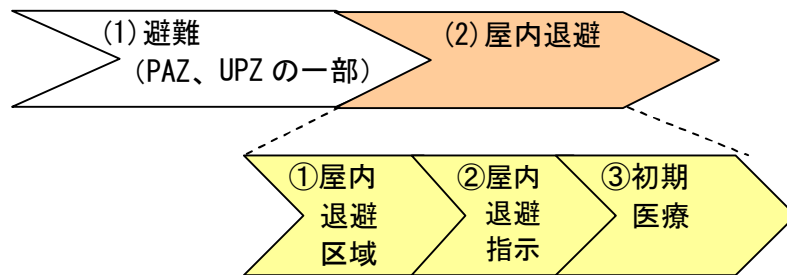 (1)避難
(PAZ、UPZ の一部)
(2)屋内退避
①屋内
退避
区域
②屋内
退避
指示
③初期
医療